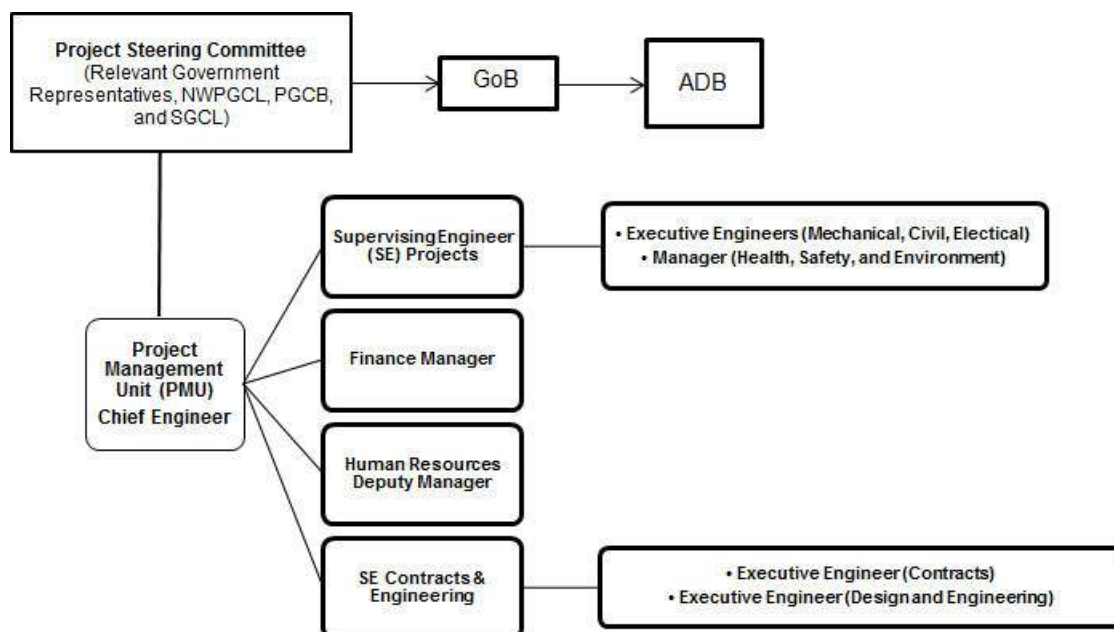 Project Steering Committee
(Relevant Government
Representatives, NWPGCL, PGCB,
and SGCL)
GoB
ADB
Supervising Engineer
(SE) Projects
• Executive Engineers (Mechanical, Civil, Electical)
• Manager (Health, Safety, and Environment)
Project
Management
Unit (PMU)
Chief Engineer
Finance Manager
Human Resources
Deputy Manager
SE Contracts &
Engineering
• Executive Engineer (Contracts)
• Executive Engineer (Design and Engineering)